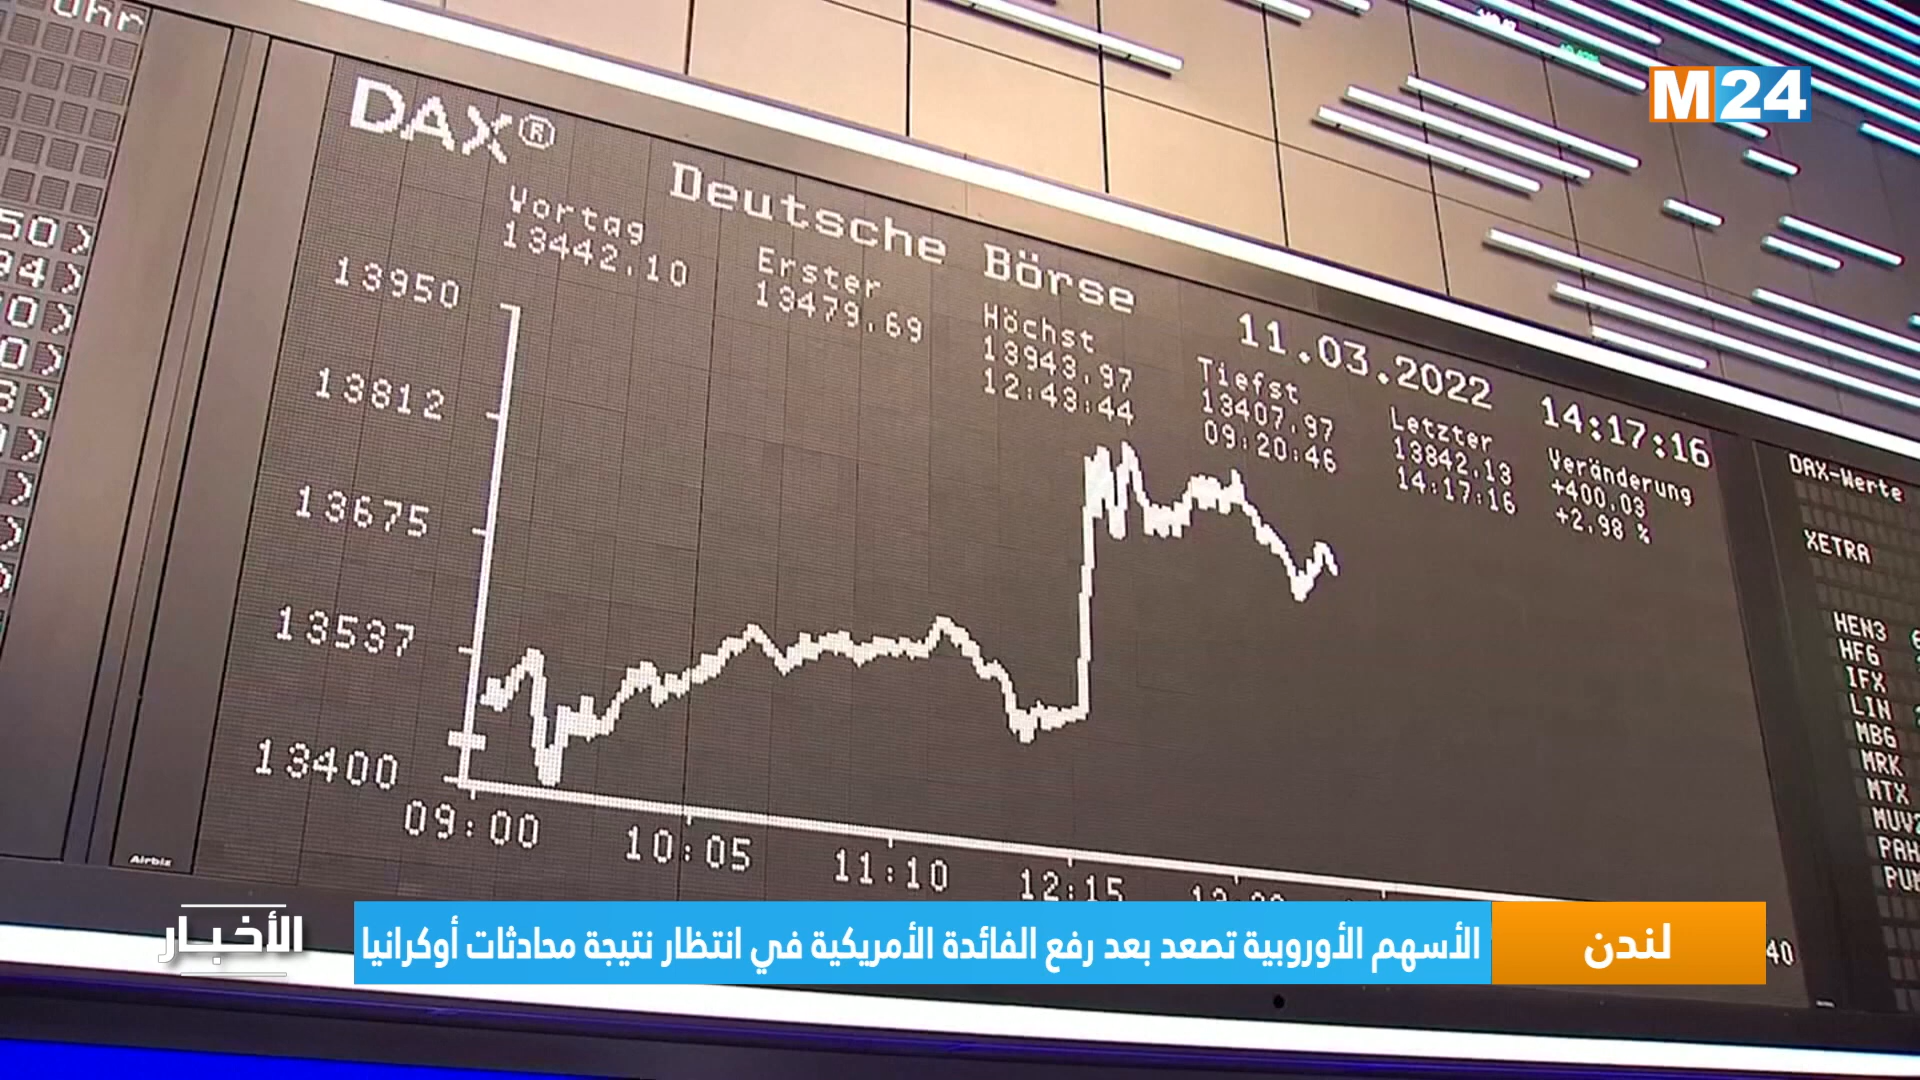 M24
DAX®
Deutsche Börse
11.03.2022
14:17:16
Vortag
13442.10
Erster
13479.69
Höchst
13943.97
12:43:44
Tiefst
13407.97
09:20:46
Letzter
13842.13
14:17:16
Veränderung
+400.03
+2.98 %
13950
13812
13675
13537
13400
09:00
10:05
11:10
12:15
DAX-Werte
XETRA
HEN3
HFG
IFX
LIN
MBG
MRK
MTX
MUV2
PAH
PUM
Airbiz
لندن
الأسهم الأوروبية تصعد بعد رفع الفائدة الأمريكية في انتظار نتيجة محادثات أوكرانيا
الأخبار